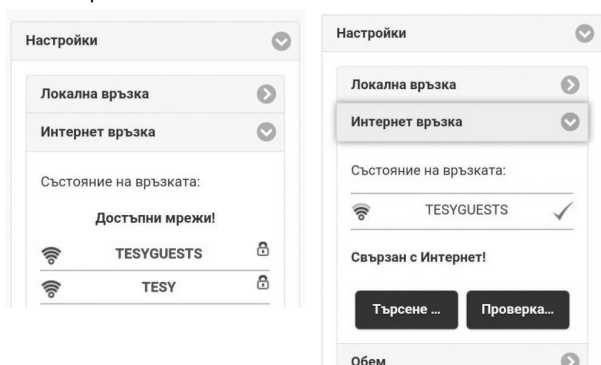 Настройки
Локална връзка
Интернет връзка
Състояние на връзката:
Достъпни мрежи!
TESYGUESTS
TESY
Настройки
Локална връзка
Интернет връзка
Състояние на връзката:
TESYGUESTS
Свързан с Интернет!
Търсене ...
Проверка...
Обем